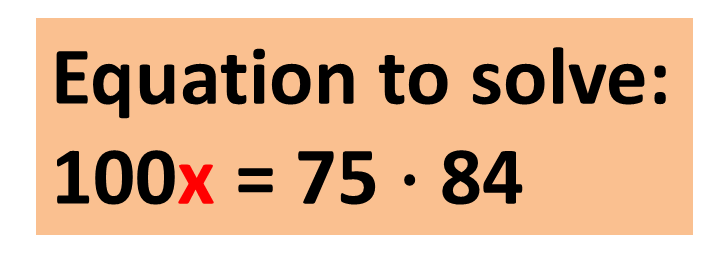 Equation to solve:
100x = 75 · 84